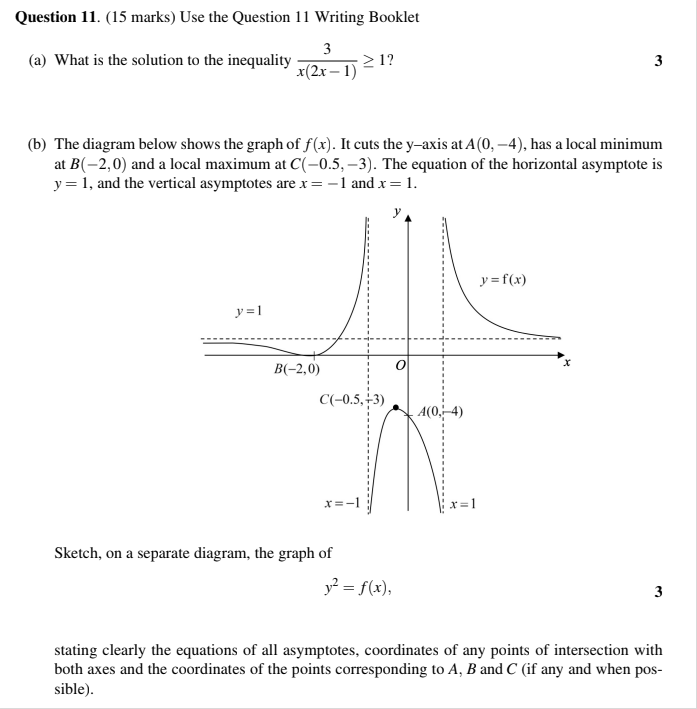 Question 11. (15 marks) Use the Question 11 Writing Booklet
(a) What is the solution to the inequality 3/(x(2x − 1)) ≥ 1? 3
(b) The diagram below shows the graph of f(x). It cuts the y–axis at A(0,−4), has a local minimum
at B(−2,0) and a local maximum at C(−0.5,−3). The equation of the horizontal asymptote is
y = 1, and the vertical asymptotes are x = −1 and x = 1.
y
y = f(x)
y = 1
B(−2,0)
O
x
C(−0.5,−3)
A(0,−4)
x = −1
x = 1
Sketch, on a separate diagram, the graph of
y² = f(x), 3
stating clearly the equations of all asymptotes, coordinates of any points of intersection with
both axes and the coordinates of the points corresponding to A, B and C (if any and when pos-
sible).